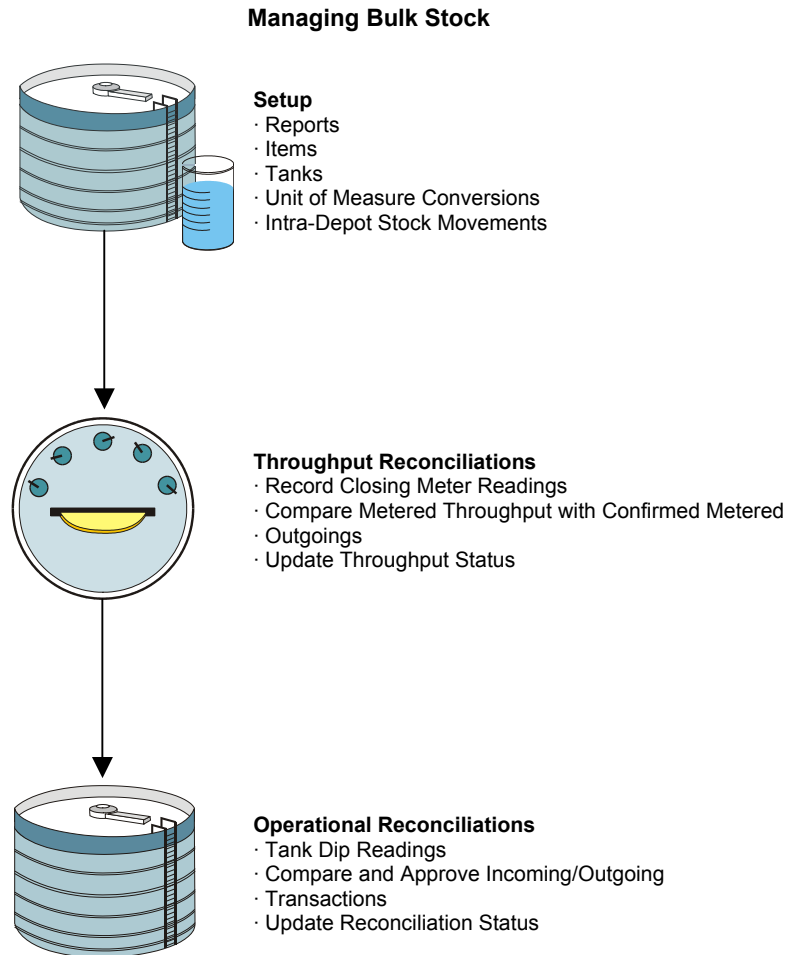 Managing Bulk Stock
Setup
· Reports
· Items
· Tanks
· Unit of Measure Conversions
· Intra-Depot Stock Movements
Throughput Reconciliations
· Record Closing Meter Readings
· Compare Metered Throughput with Confirmed Metered
· Outgoings
· Update Throughput Status
Operational Reconciliations
· Tank Dip Readings
· Compare and Approve Incoming/Outgoing
· Transactions
· Update Reconciliation Status